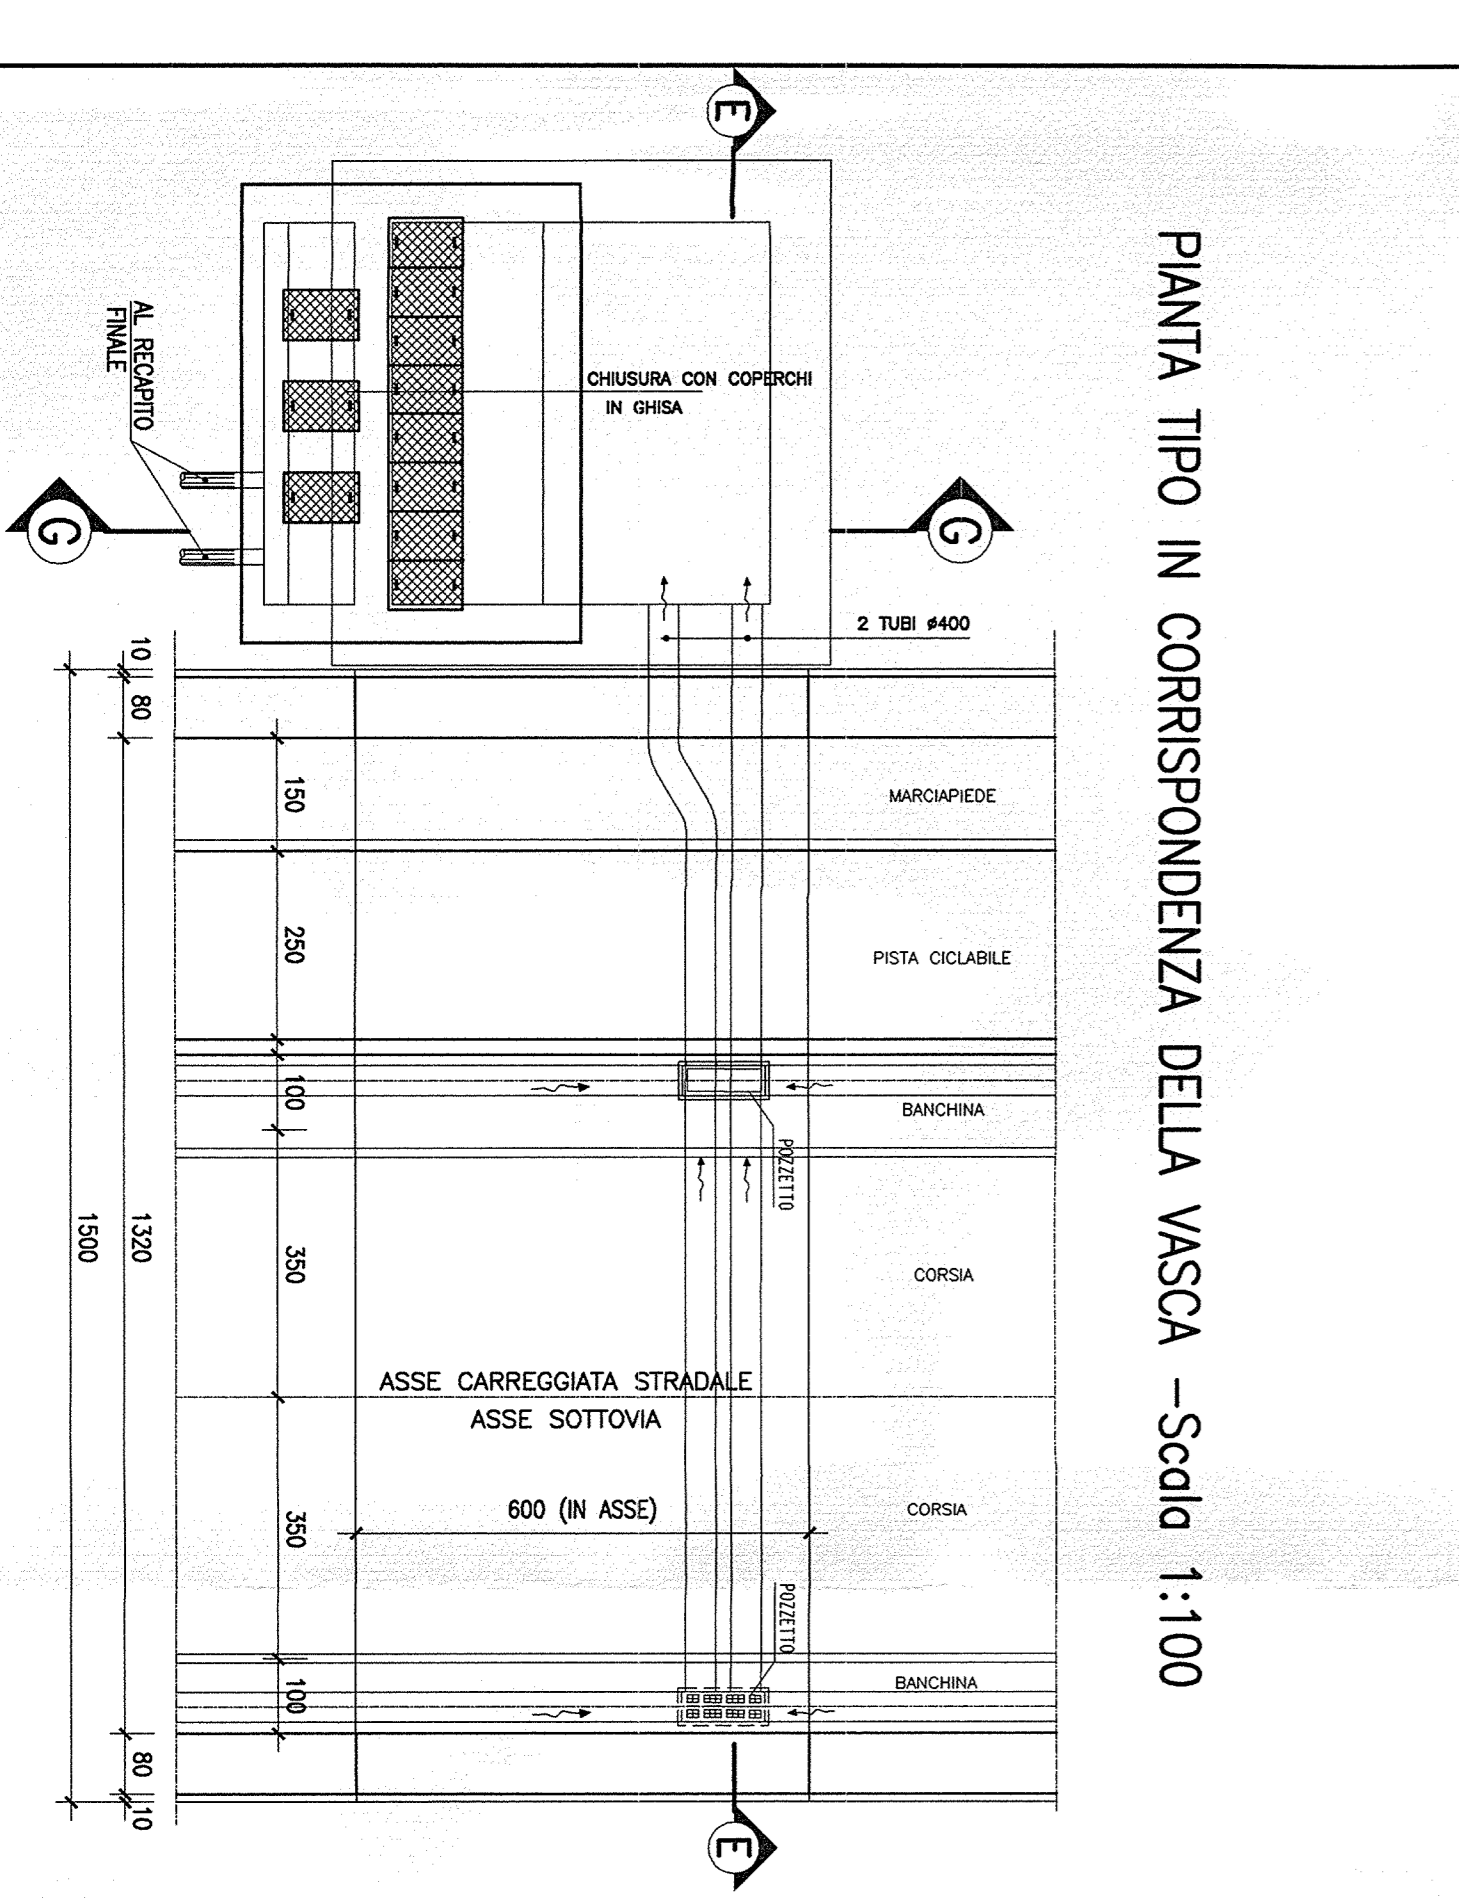 PIANTA TIPO IN CORRISPONDENZA DELLA VASCA -Scala 1:100
E
G
G
E
CHIUSURA CON COPERCHI
IN GHISA
AL RECAPITO
FINALE
2 TUBI ø400
MARCIAPIEDE
PISTA CICLABILE
BANCHINA
POZZETTO
CORSIA
ASSE CARREGGIATA STRADALE
ASSE SOTTOVIA
600 (IN ASSE)
CORSIA
POZZETTO
BANCHINA
150
250
100
350
350
100
10
80
1320
80
10
1500